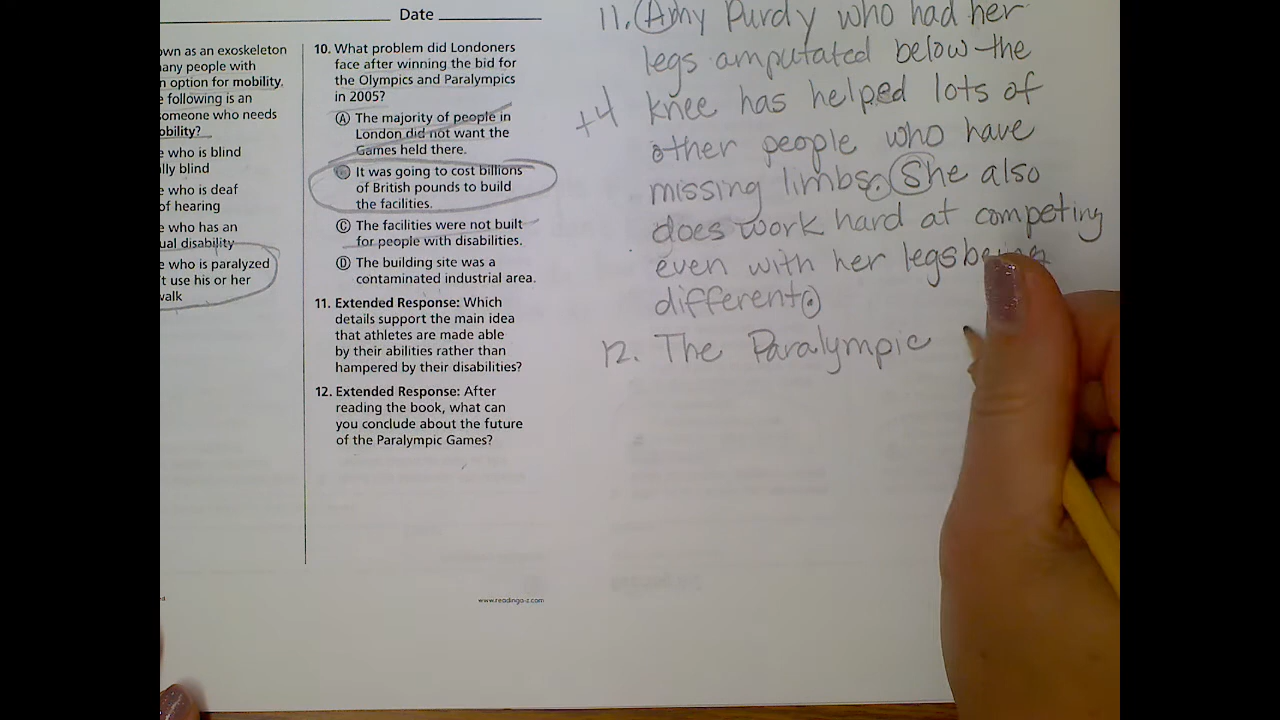 Date
own as an exoskeleton
any people with
n option for mobility.
e following is an
someone who needs
obility?
e who is blind
lly blind
e who is deaf
of hearing
e who has an
ual disability
e who is paralyzed
't use his or her
walk
10. What problem did Londoners
face after winning the bid for
the Olympics and Paralympics
in 2005?
A The majority of people in
London did not want the
Games held there.
It was going to cost billions
of British pounds to build
the facilities.
C The facilities were not built
for people with disabilities.
D The building site was a
contaminated industrial area.
11. Extended Response: Which
details support the main idea
that athletes are made able
by their abilities rather than
hampered by their disabilities?
12. Extended Response: After
reading the book, what can
you conclude about the future
of the Paralympic Games?
www.readinga-z.com
11. Amy Purdy who had her
legs amputated below the
+4 knee has helped lots of
other people who have
missing limbs. She also
does work hard at competing
even with her legs being
different.
12. The Paralympic